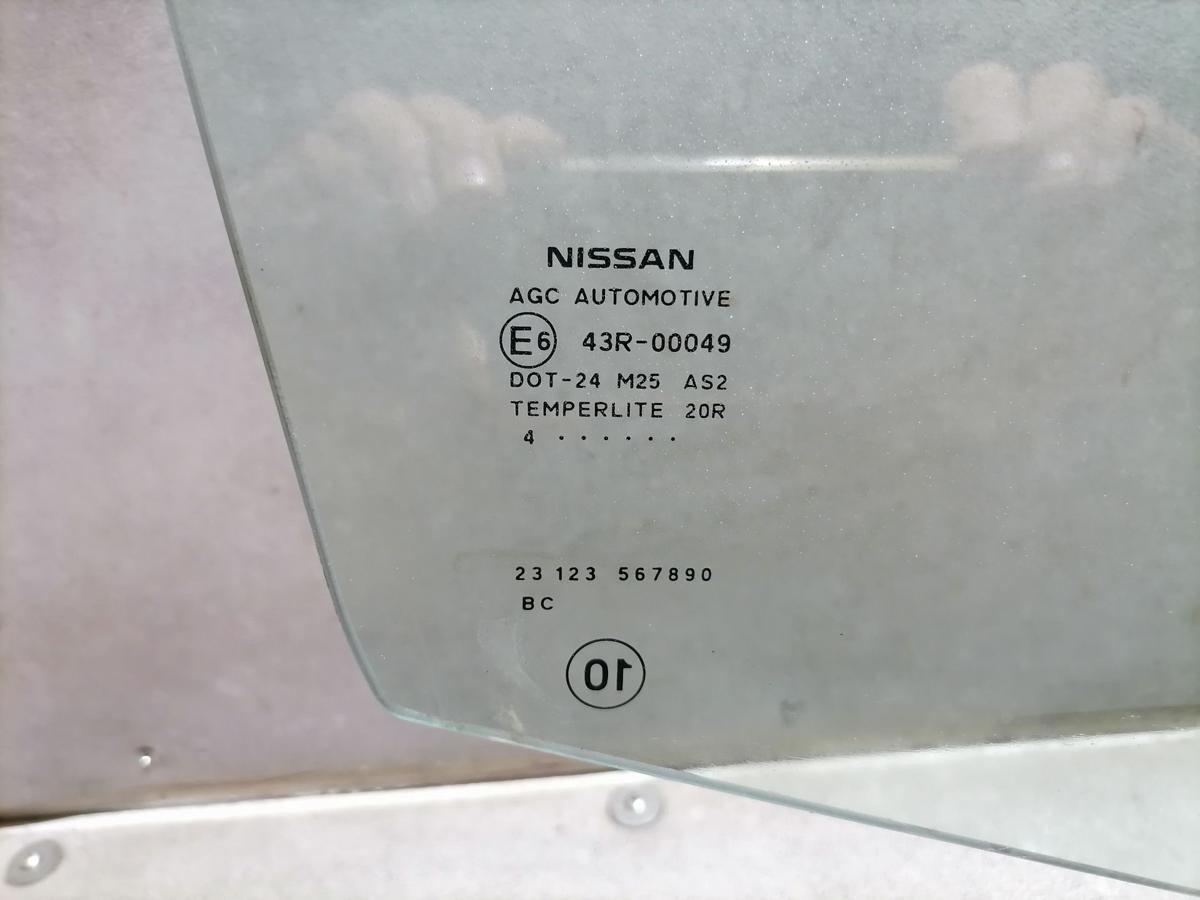 NISSAN
AGC AUTOMOTIVE
E6 43R-00049
DOT-24 M25 AS2
TEMPERLITE 20R
4 · · · · · ·
23 123 567890
BC
10